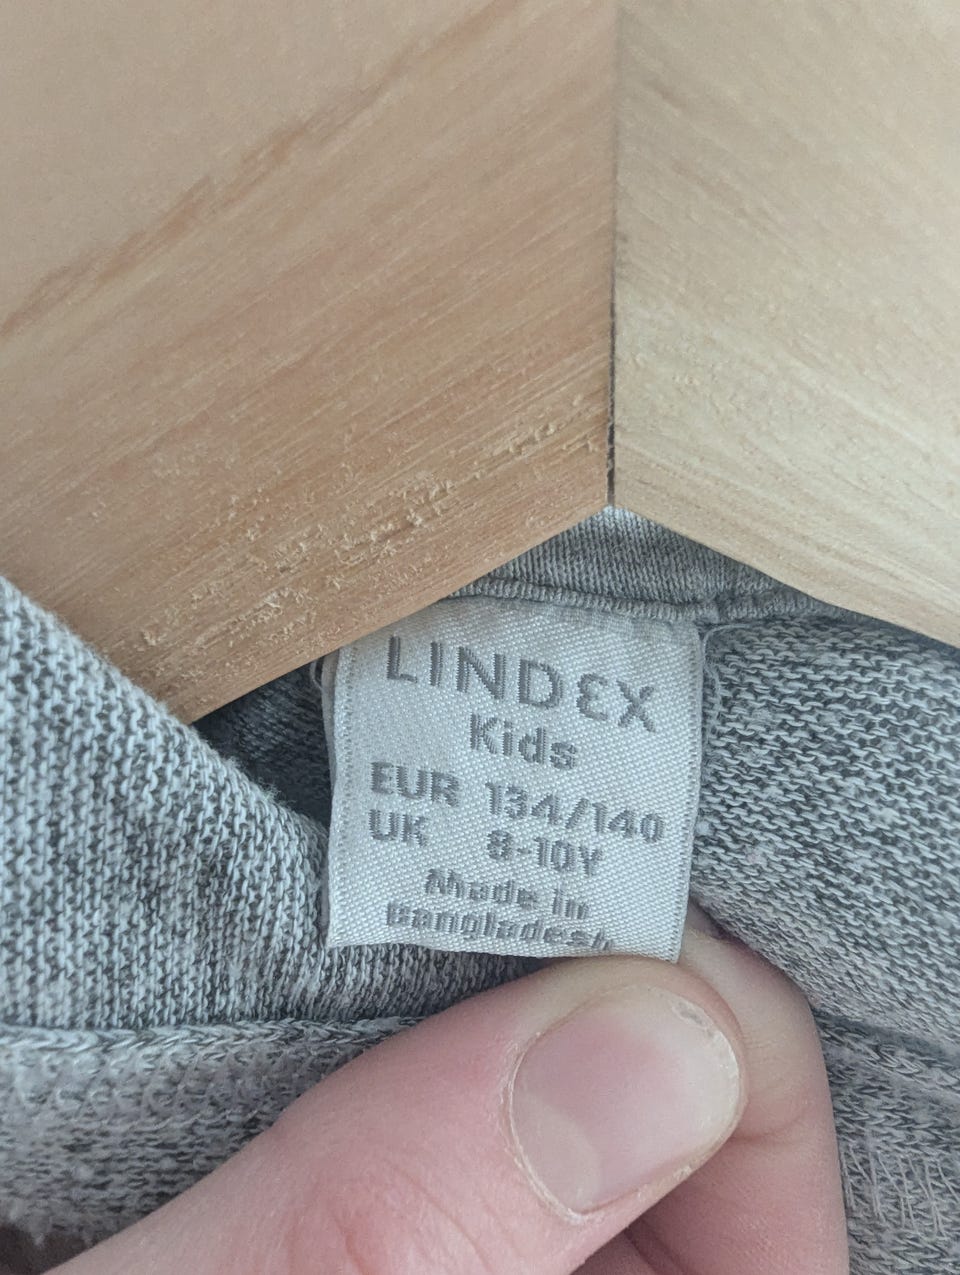 LINDEX
Kids
EUR 134/140
UK 8-10Y
Made in
Bangladesh